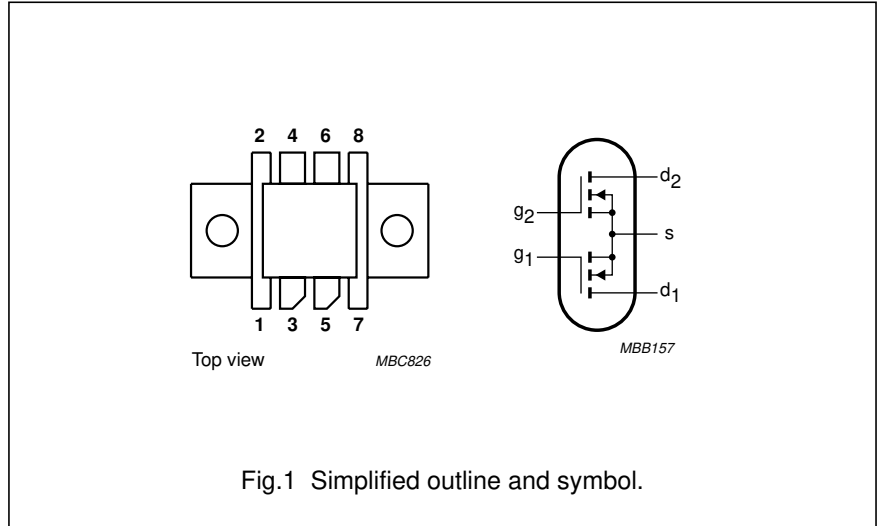 2 4 6 8
1 3 5 7
Top view MBC826
d2
g2
s
g1
d1
MBB157
Fig.1 Simplified outline and symbol.